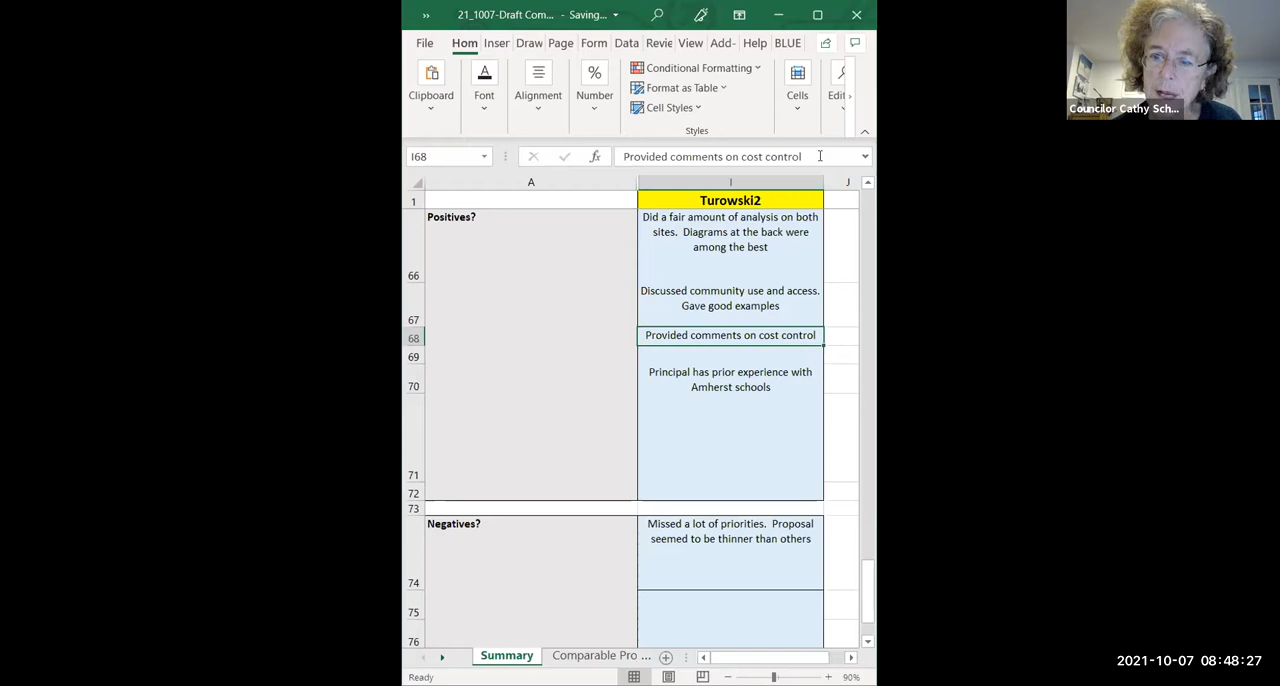 21_1007-Draft Com... - Saving...
File Hom Inser Draw Page Form Data Revie View Add- Help BLUE
Clipboard
Font
Alignment
Number
Conditional Formatting
Format as Table
Cell Styles
Styles
Cells
Edit
I68
fx
Provided comments on cost control
A I J
1 Turowski2
Positives?
Did a fair amount of analysis on both
sites. Diagrams at the back were
among the best
66
Discussed community use and access.
Gave good examples
67
68 Provided comments on cost control
69
Principal has prior experience with
70 Amherst schools
71
72
73
Negatives?
Missed a lot of priorities. Proposal
seemed to be thinner than others
74
75
76
Summary Comparable Pro ...
Ready
90%
Councilor Cathy Sch...
2021-10-07 08:48:27